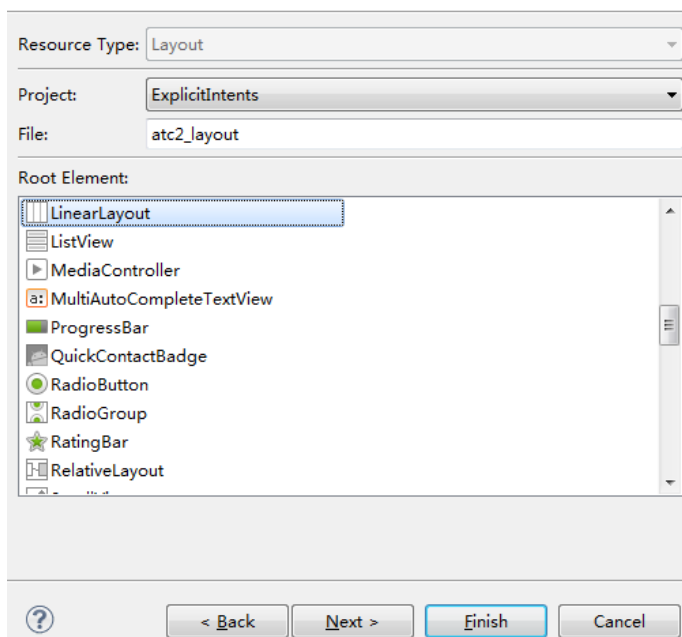 Resource Type: Layout
Project: ExplicitIntents
File: atc2_layout
Root Element:
LinearLayout
ListView
MediaController
a: MultiAutoCompleteTextView
ProgressBar
QuickContactBadge
RadioButton
RadioGroup
RatingBar
RelativeLayout
? < Back Next > Finish Cancel